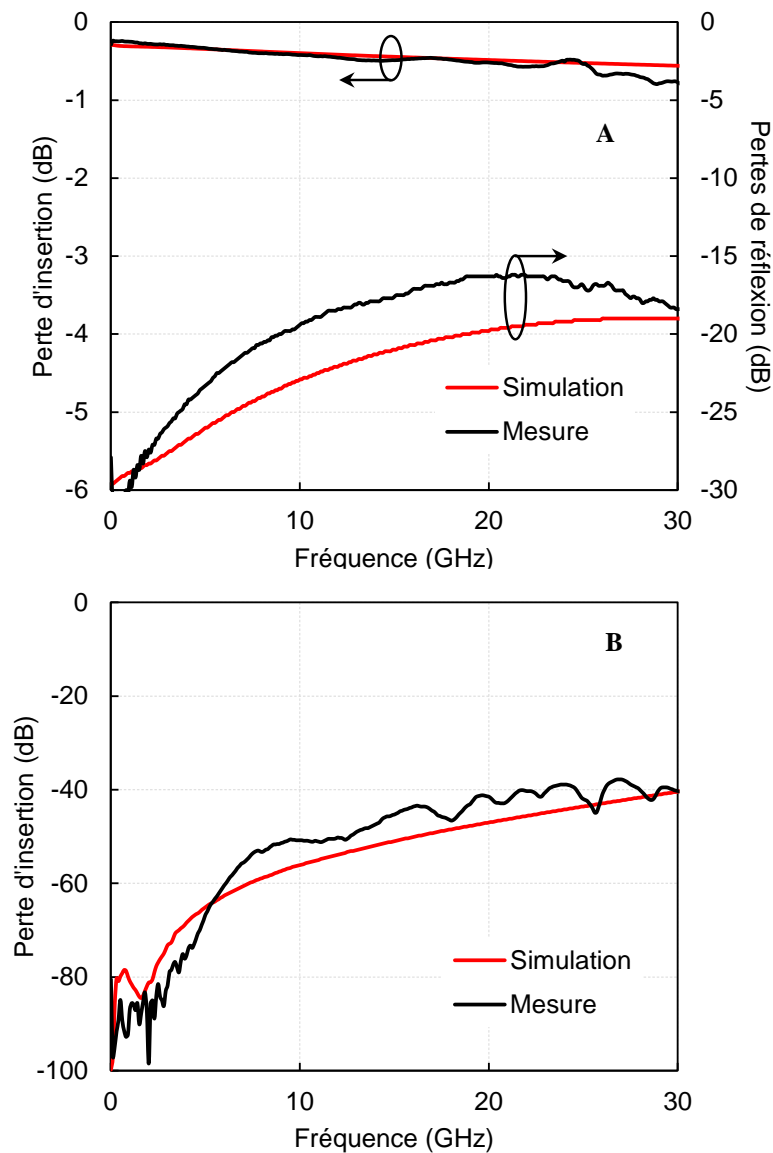 0
-1
-2
-3
-4
-5
-6
Perte d'insertion (dB)
0
-5
-10
-15
-20
-25
-30
Pertes de réflexion (dB)
A
Simulation
Mesure
0
10
20
30
Fréquence (GHz)
0
-20
-40
-60
-80
-100
Perte d'insertion (dB)
B
Simulation
Mesure
0
10
20
30
Fréquence (GHz)